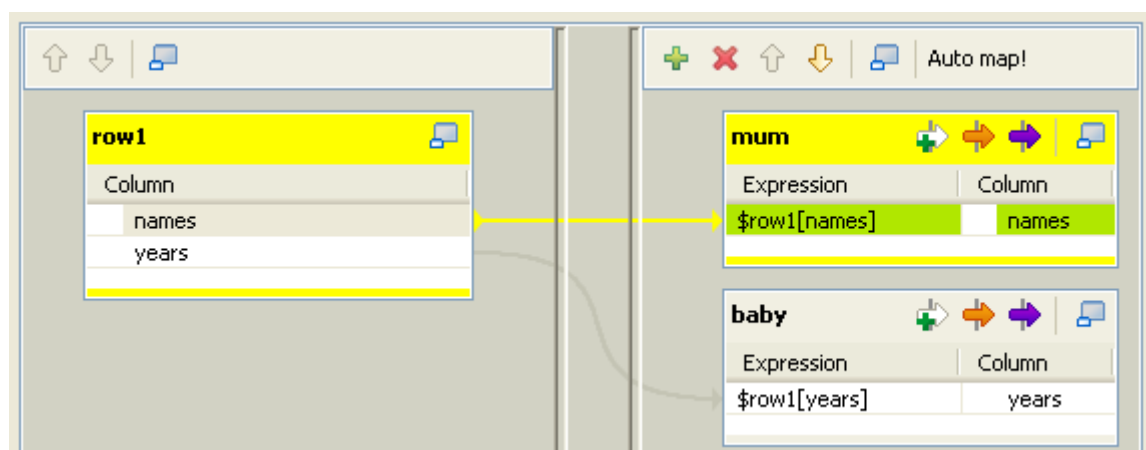 Auto map!
row1
Column
names
years
mum
Expression Column
$row1[names] names
baby
Expression Column
$row1[years] years